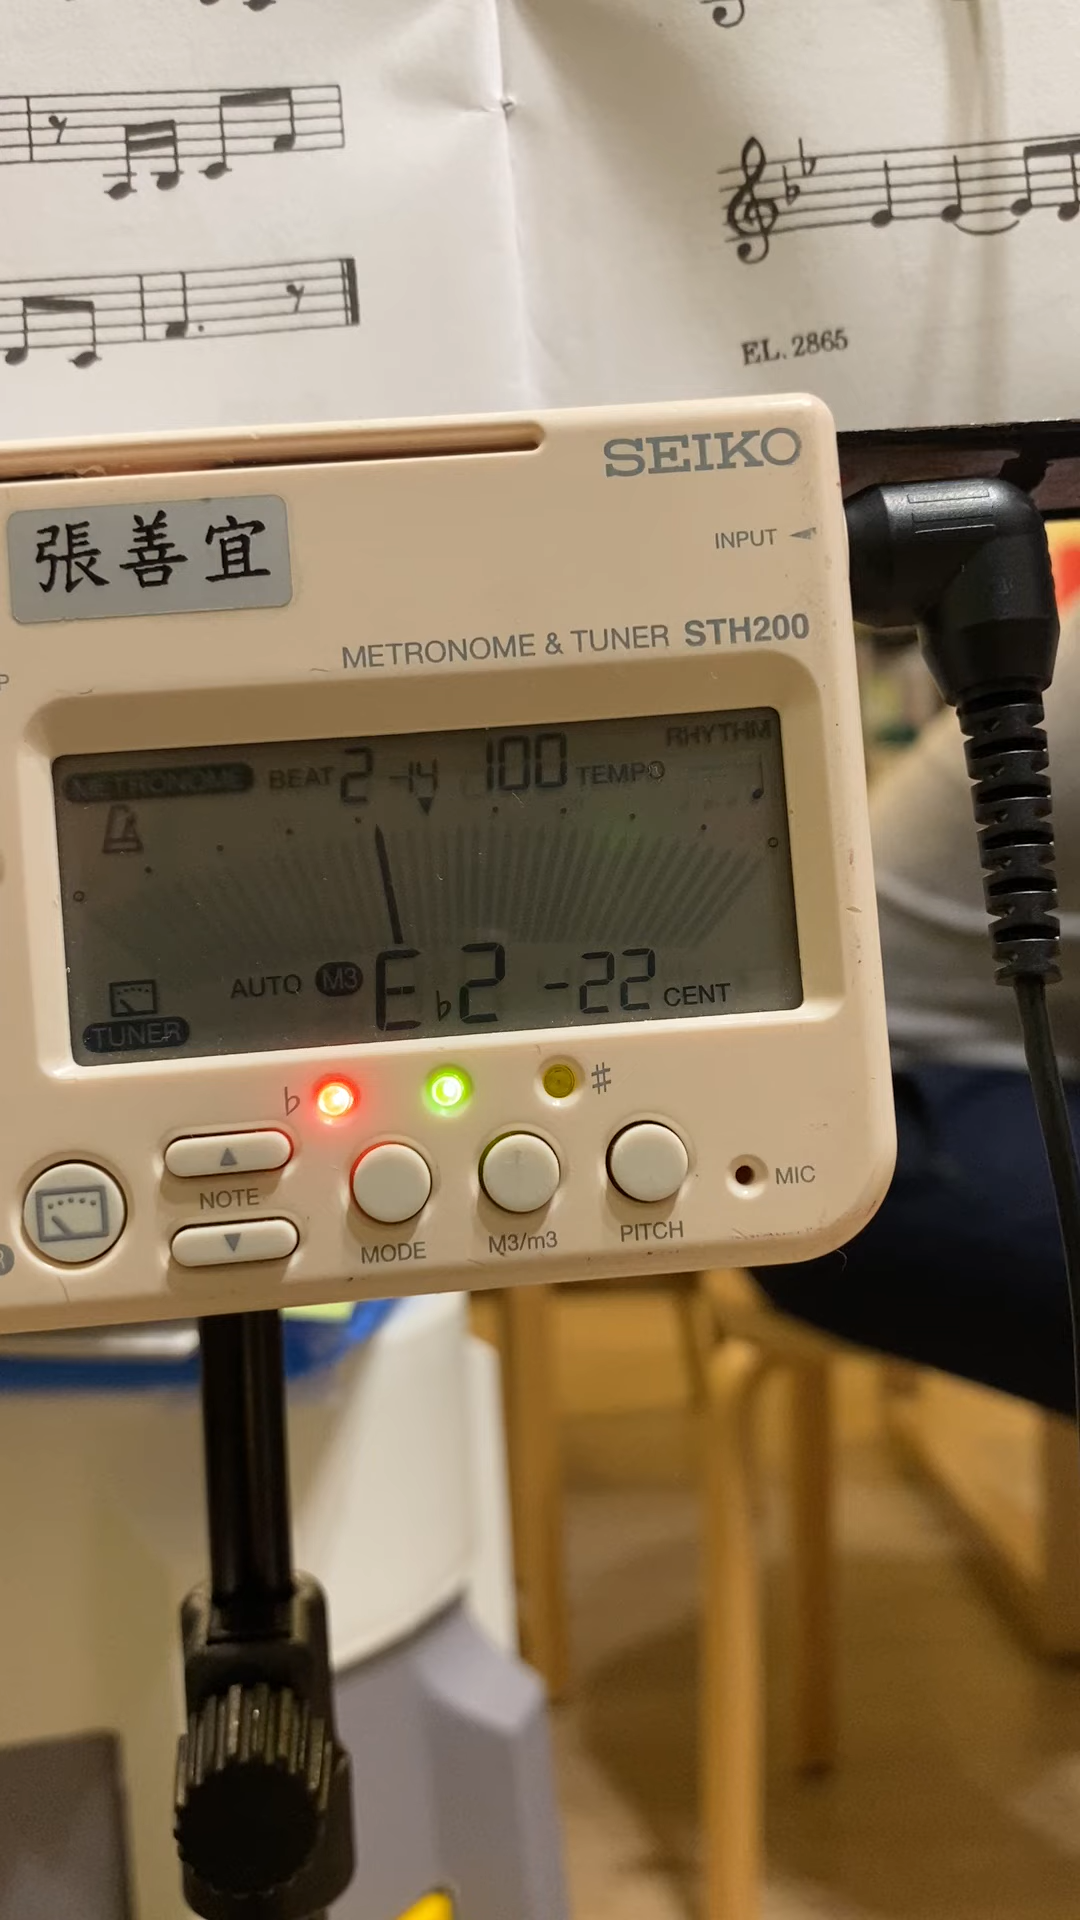 EL. 2865
SEIKO
張善宜
INPUT
METRONOME & TUNER STH200
RHYTHM
METRONOME BEAT 2 -14 100 TEMPO
AUTO M3 E♭2 -22 CENT
TUNER
♭ ♯
NOTE
MODE
M3/m3
PITCH
MIC